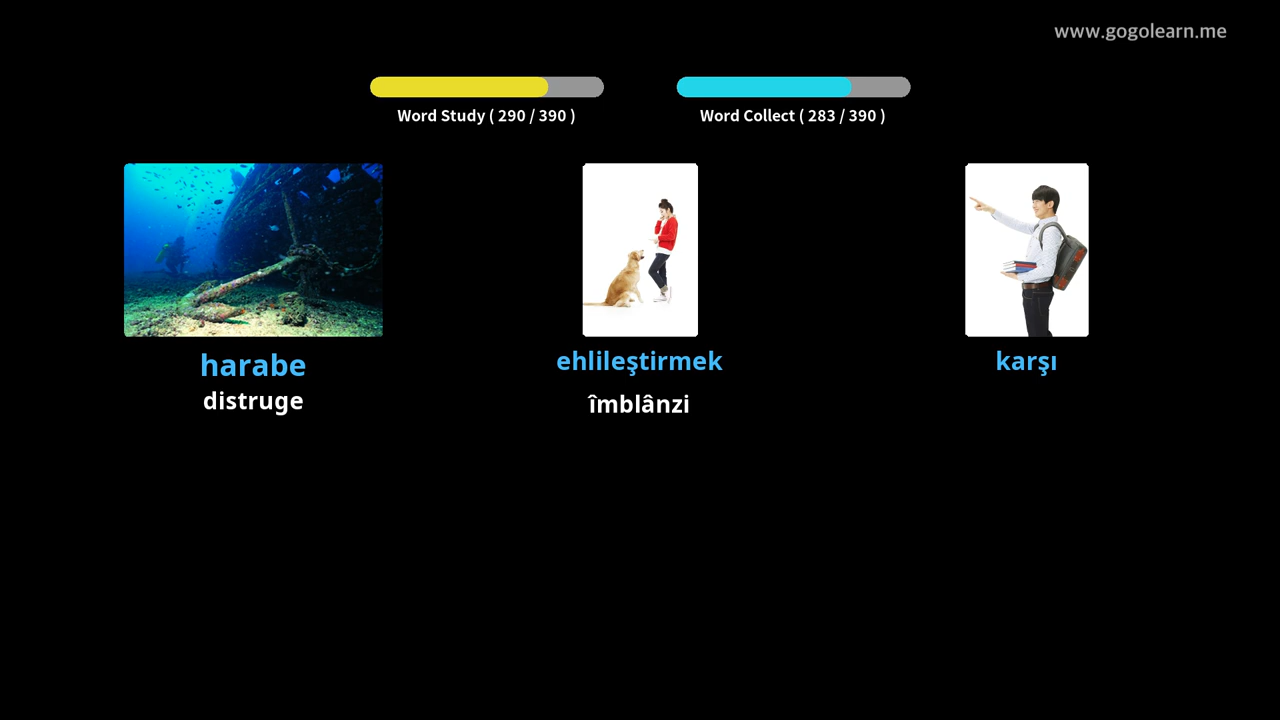 www.gogolearn.me
Word Study ( 290 / 390 )
Word Collect ( 283 / 390 )
harabe
distruge
ehlileştirmek
îmblânzi
karşı